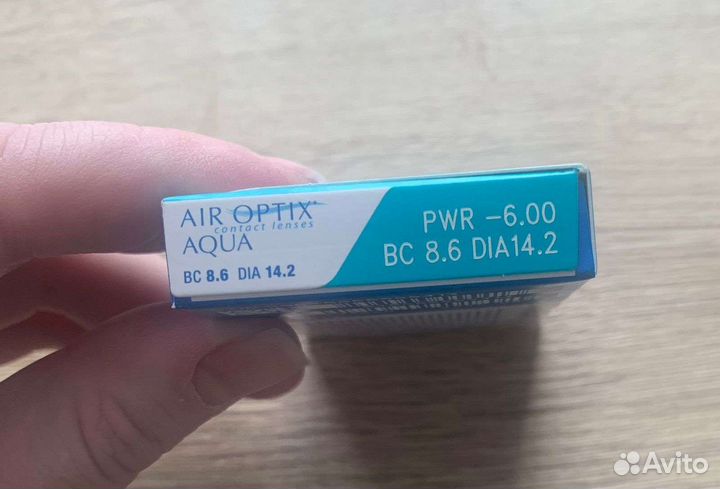 AIR OPTIX®
contact lenses
AQUA
BC 8.6 DIA 14.2
PWR -6.00
BC 8.6 DIA14.2
Avito